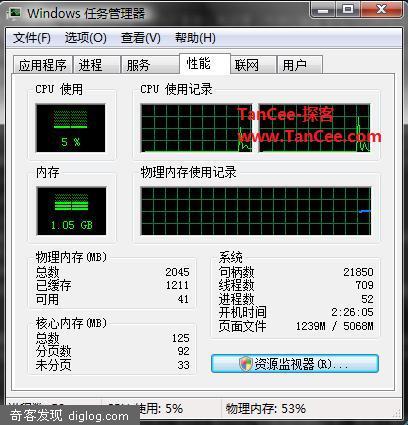 Windows 任务管理器
文件(F) 选项(O) 查看(V) 帮助(H)
应用程序 进程 服务 性能 联网 用户
CPU 使用 CPU 使用记录
TanCee-探客
www.TanCee.com
5 %
内存 物理内存使用记录
1.05 GB
物理内存(MB)
总数 2045
已缓存 1211
可用 41
核心内存(MB)
总数 125
分页数 92
未分页 33
系统
句柄数 21850
线程数 709
进程数 52
开机时间 2:26:05
页面文件 1239M / 5068M
资源监视器(R)...
使用: 5% 物理内存: 53%
奇客发现 diglog.com